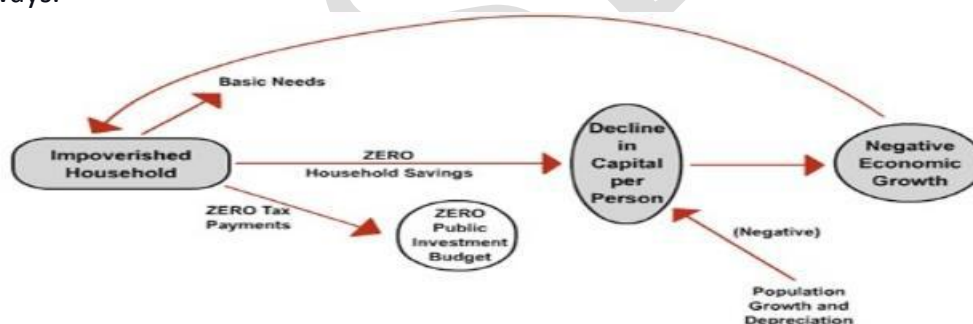 Basic Needs
Impoverished
Household
ZERO
Household Savings
ZERO Tax
Payments
ZERO
Public
Investment
Budget
Decline
in
Capital
per
Person
Negative
Economic
Growth
(Negative)
Population
Growth and
Depreciation